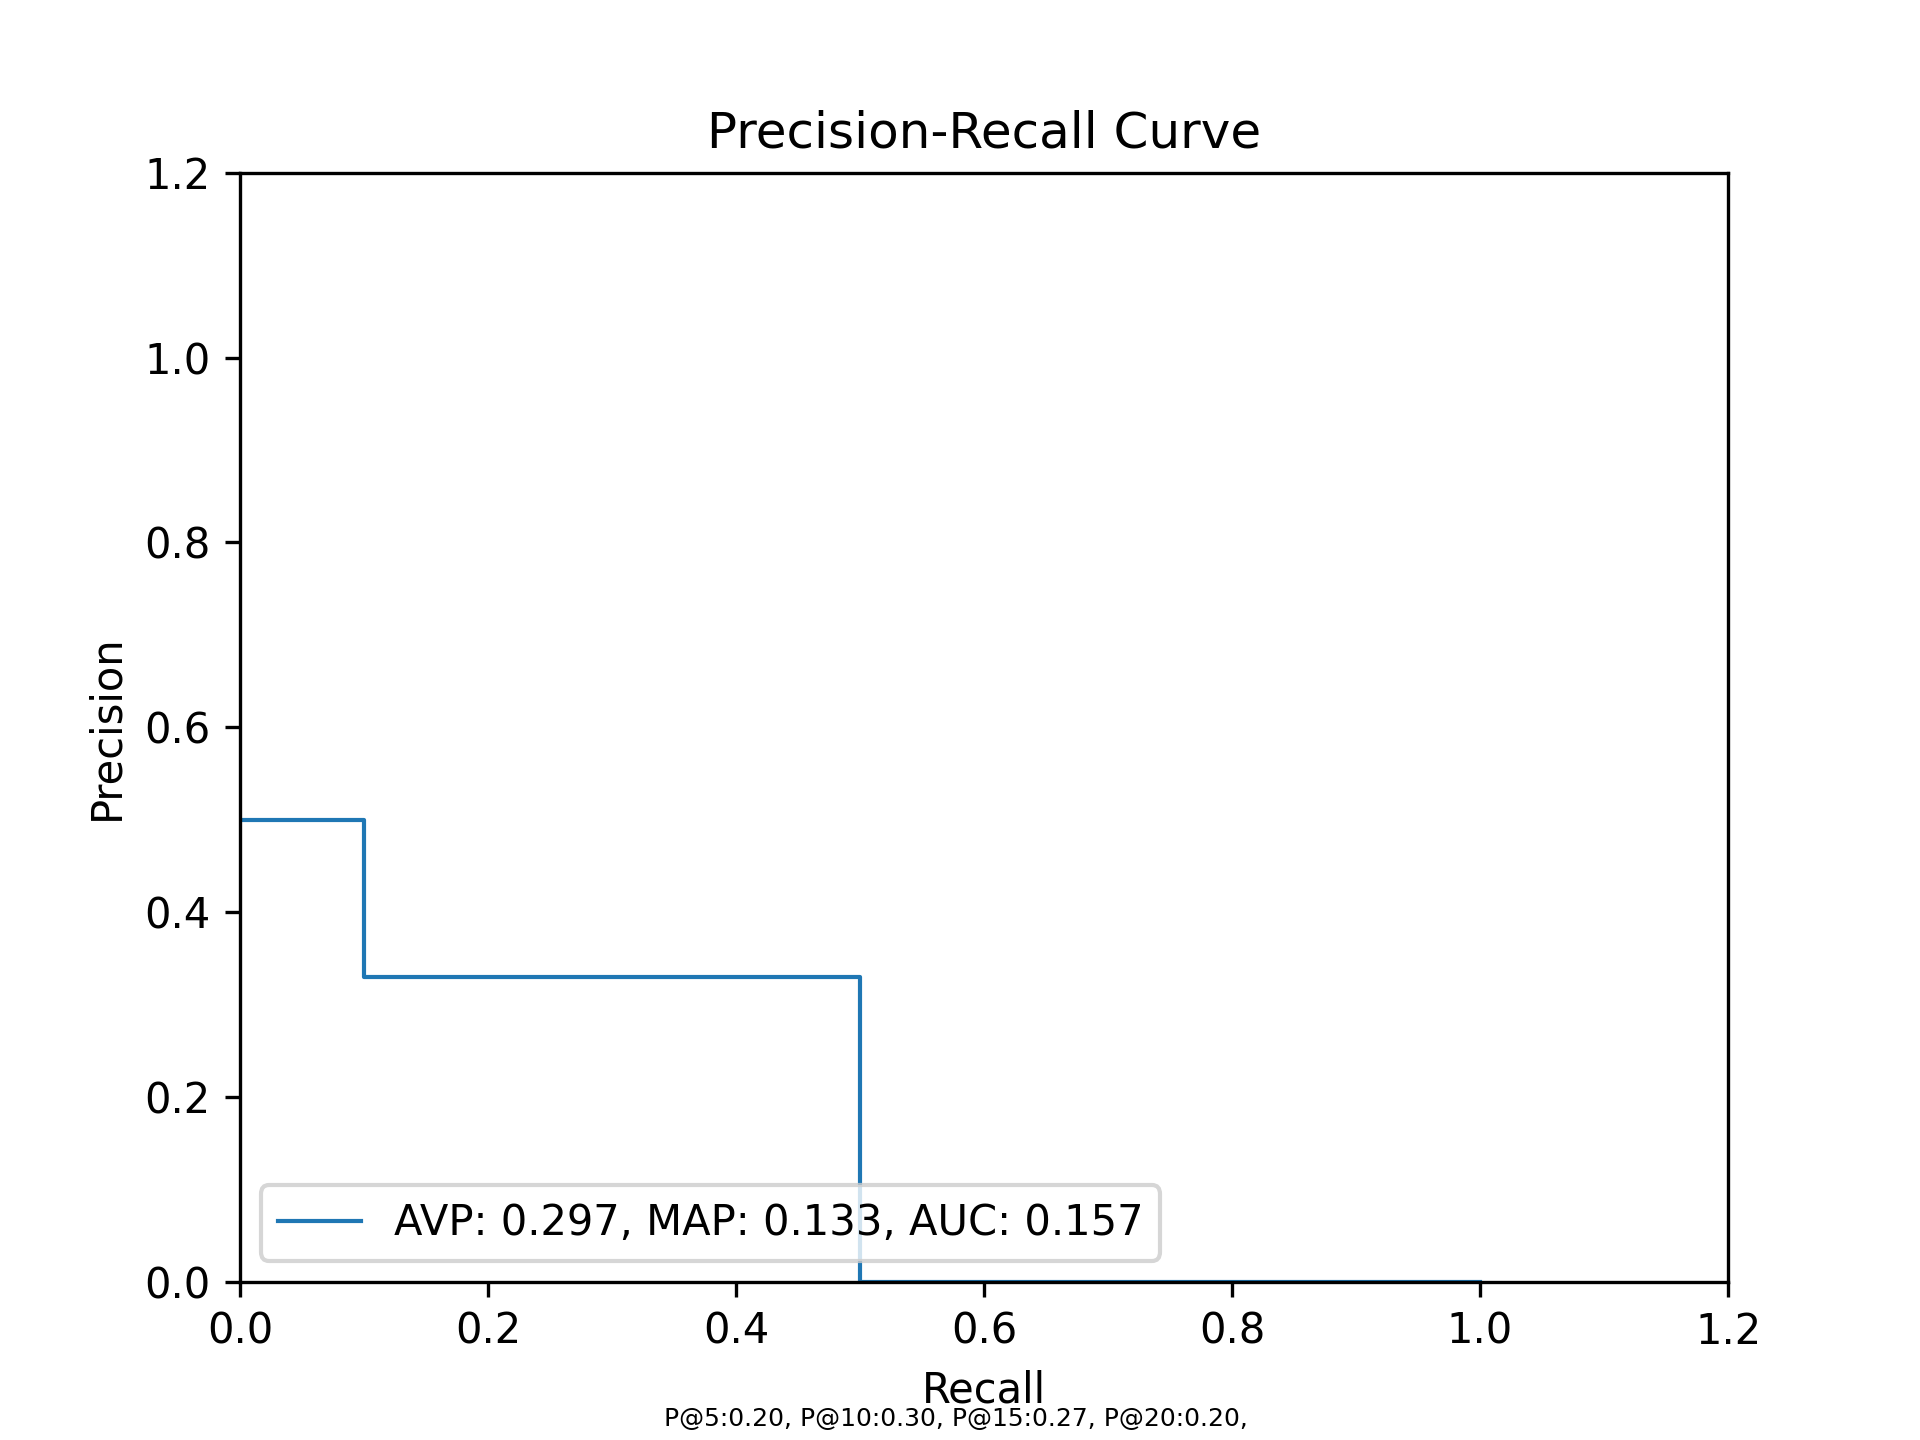 Precision-Recall Curve
1.2
1.0
0.8
0.6
0.4
0.2
0.0
Precision
AVP: 0.297, MAP: 0.133, AUC: 0.157
0.0 0.2 0.4 0.6 0.8 1.0 1.2
Recall
P@5:0.20, P@10:0.30, P@15:0.27, P@20:0.20,